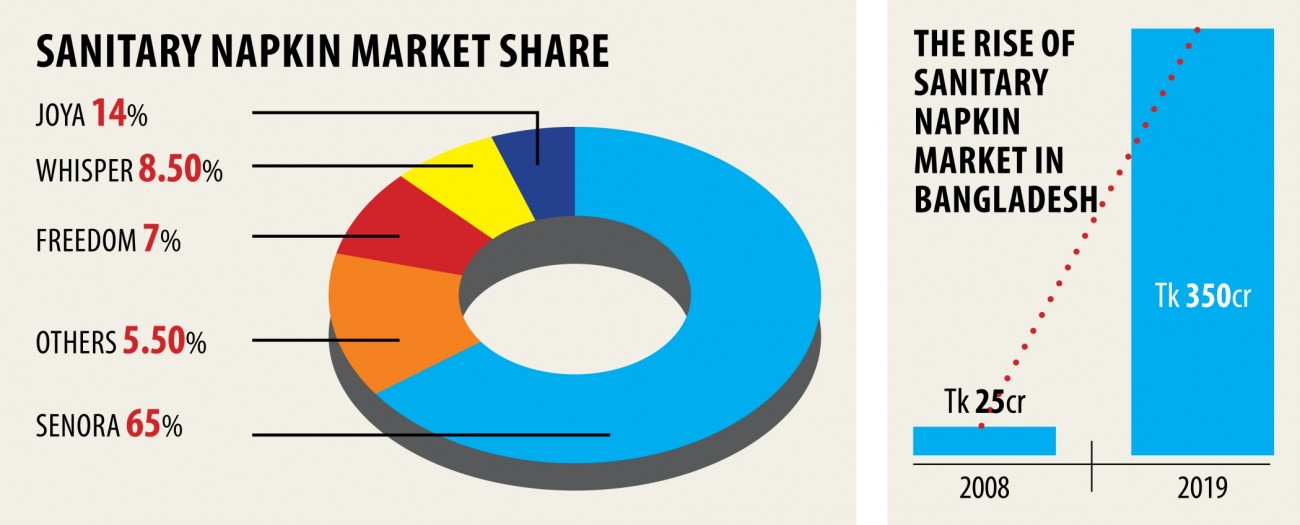 SANITARY NAPKIN MARKET SHARE
JOYA 14%
WHISPER 8.50%
FREEDOM 7%
OTHERS 5.50%
SENORA 65%
THE RISE OF
SANITARY
NAPKIN
MARKET IN
BANGLADESH
Tk 350cr
Tk 25cr
2008
2019